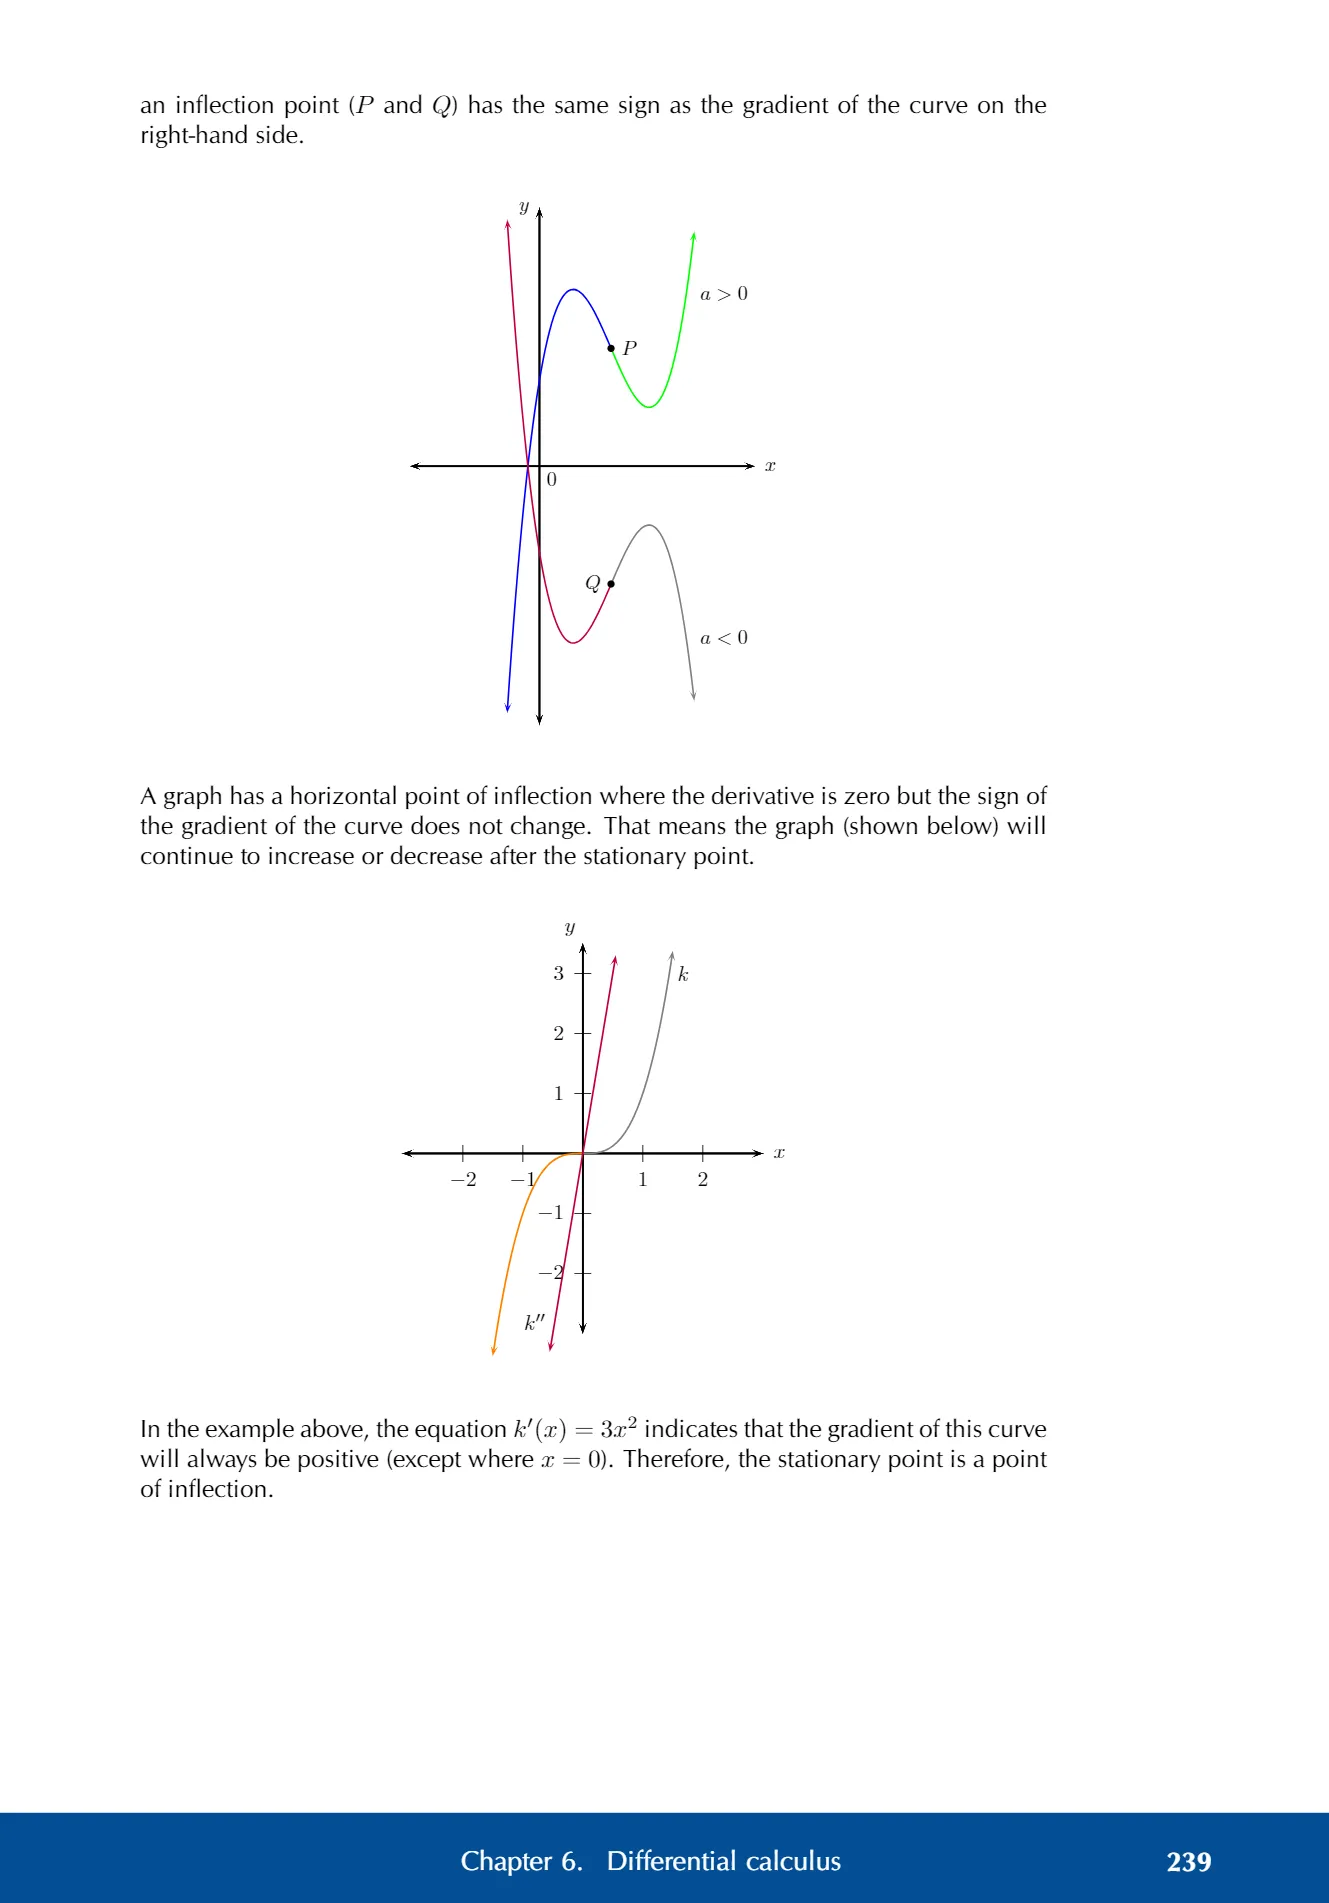 an inflection point (P and Q) has the same sign as the gradient of the curve on the
right-hand side.
y
a > 0
P
x
0
Q
a < 0
A graph has a horizontal point of inflection where the derivative is zero but the sign of
the gradient of the curve does not change. That means the graph (shown below) will
continue to increase or decrease after the stationary point.
y
3
k
2
1
x
−2 −1 1 2
−1
−2
k″
In the example above, the equation k′(x) = 3x² indicates that the gradient of this curve
will always be positive (except where x = 0). Therefore, the stationary point is a point
of inflection.
Chapter 6. Differential calculus 239